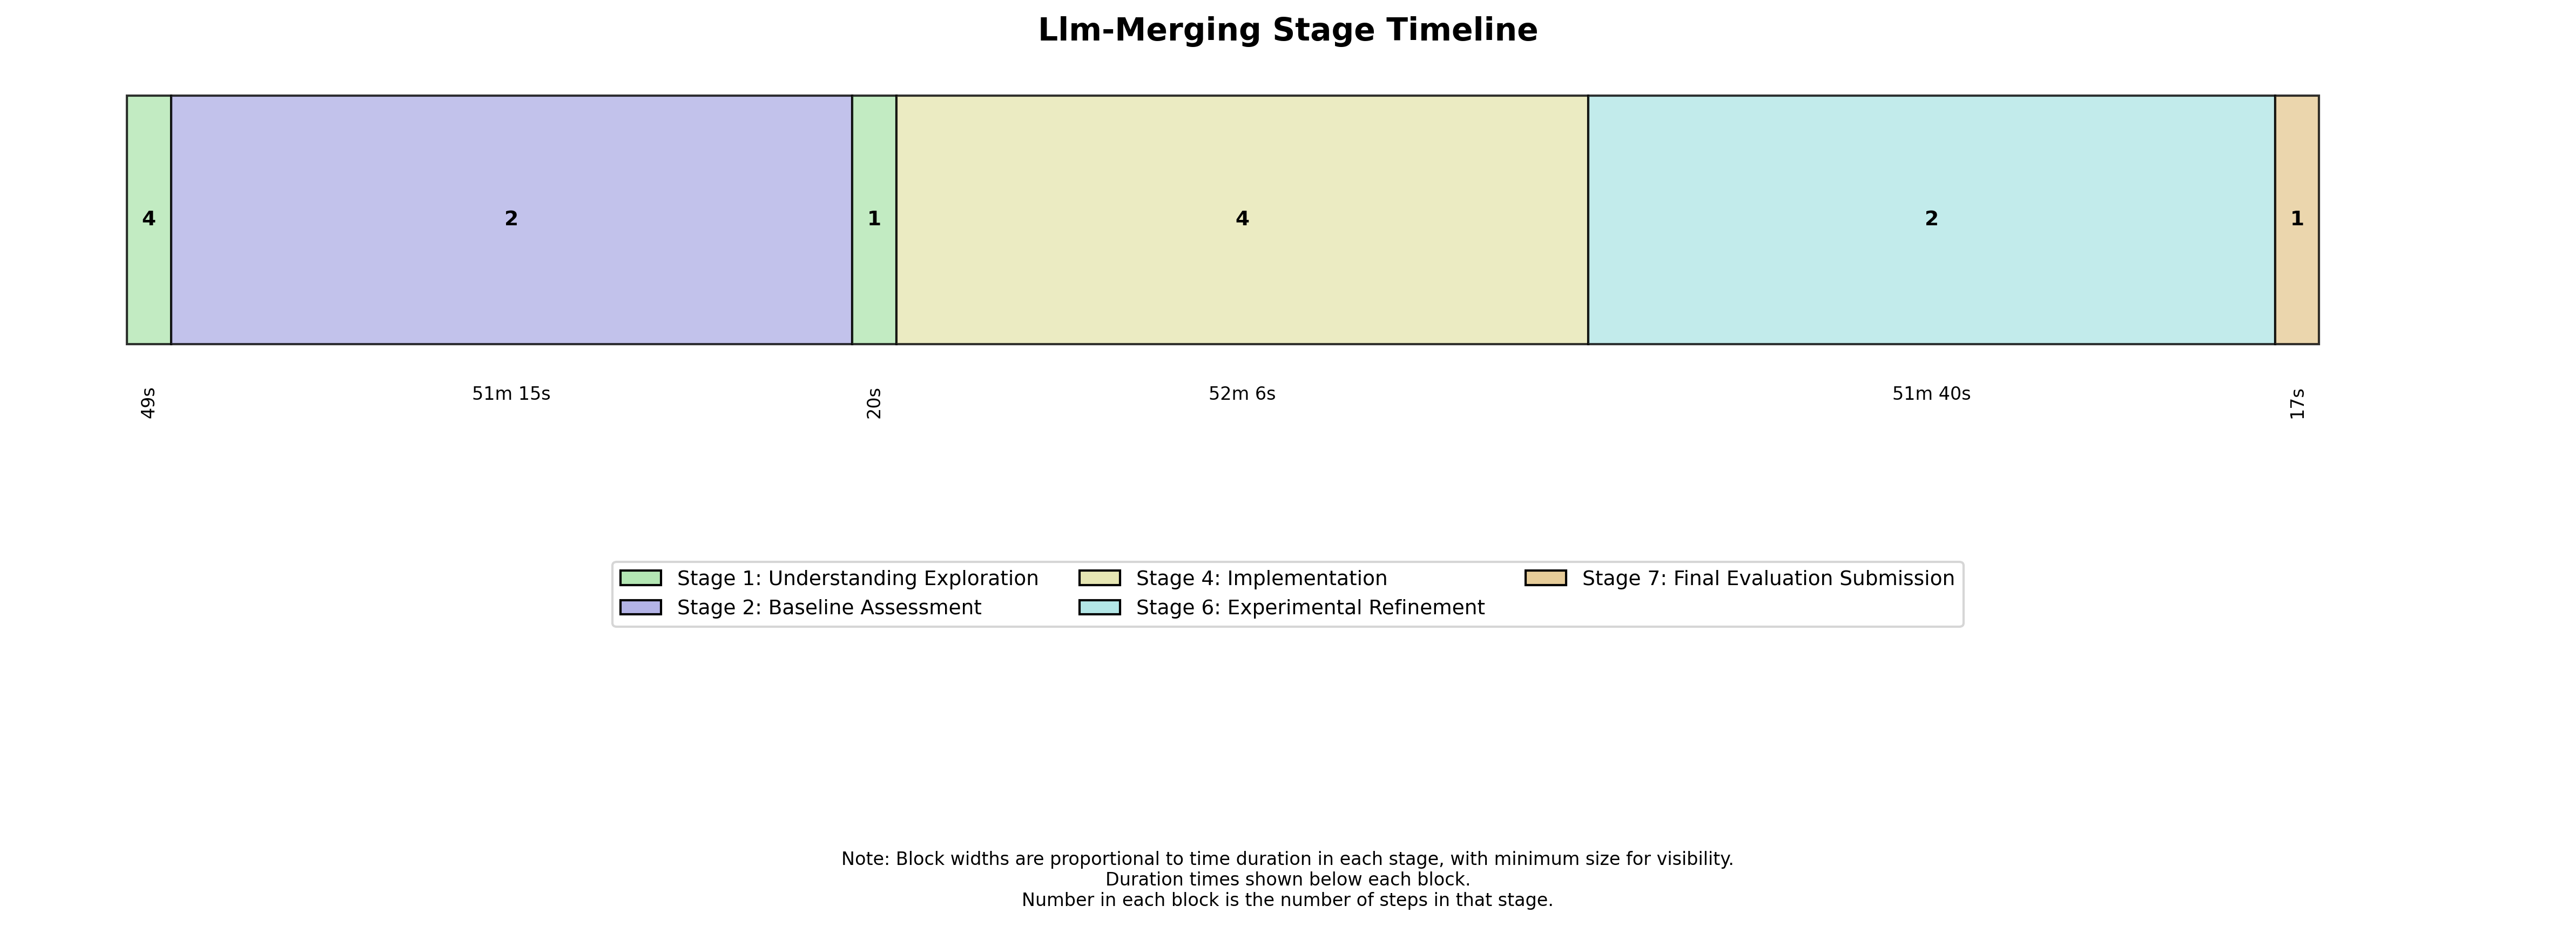 Llm-Merging Stage Timeline
4
2
1
4
2
1
49s
51m 15s
20s
52m 6s
51m 40s
17s
Stage 1: Understanding Exploration
Stage 2: Baseline Assessment
Stage 4: Implementation
Stage 6: Experimental Refinement
Stage 7: Final Evaluation Submission
Note: Block widths are proportional to time duration in each stage, with minimum size for visibility.
Duration times shown below each block.
Number in each block is the number of steps in that stage.